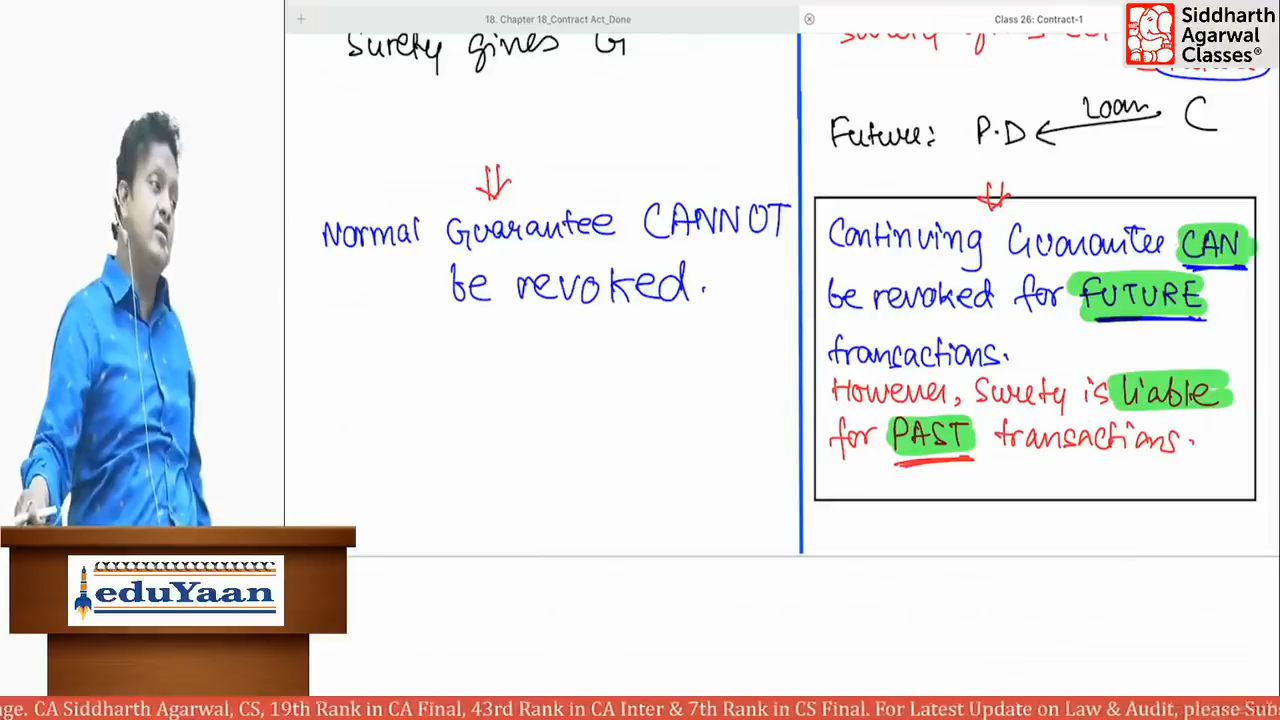 18. Chapter 18_Contract Act_Done
Class 26: Contract-1
Siddharth
Agarwal
Classes®
Surety gives G
Future: P.D Loan C
Normal Guarantee CANNOT
be revoked.
Continuing Guarantee CAN
be revoked for FUTURE
transactions.
However, Surety is liable
for PAST transactions.
eduYaan
nge. CA Siddharth Agarwal, CS, 19th Rank in CA Final, 43rd Rank in CA Inter & 7th Rank in CS Final. For Latest Update on Law & Audit, please Sub